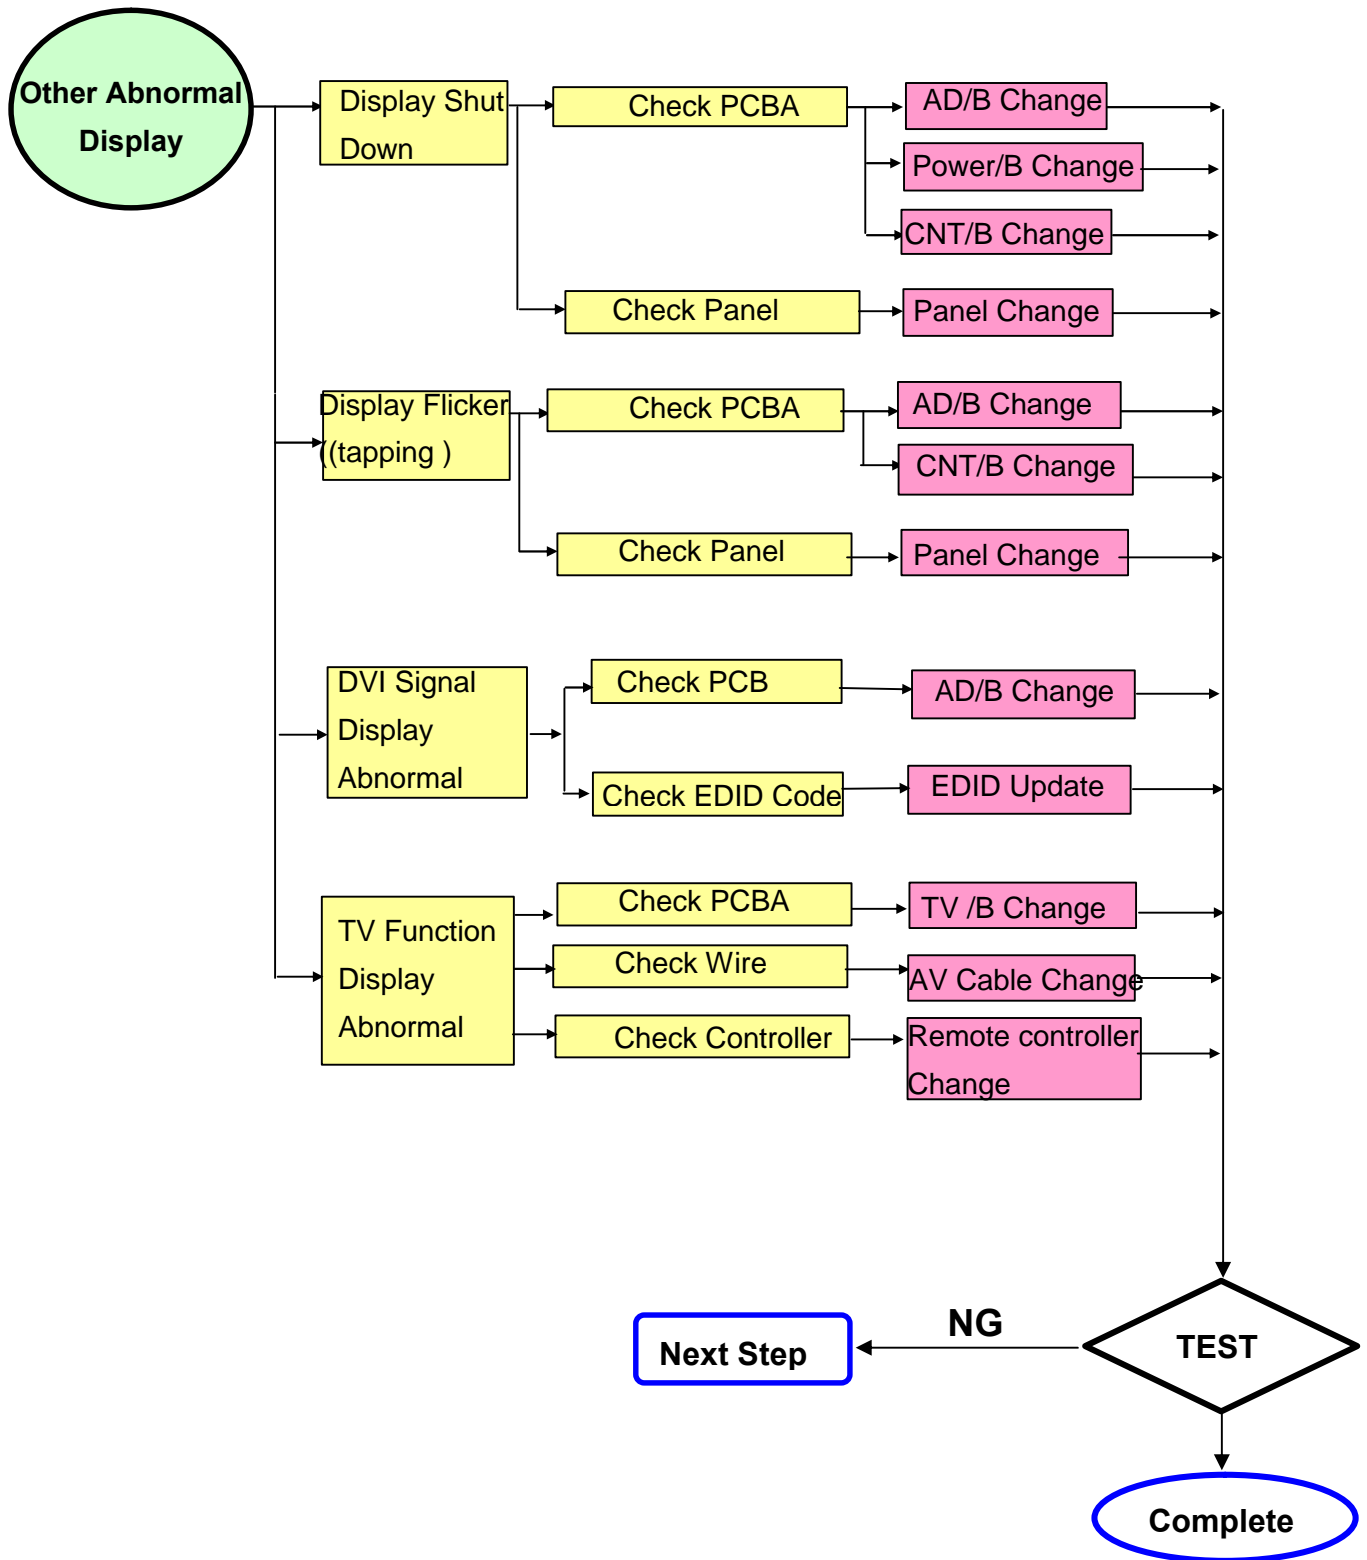 Other Abnormal
Display
Display Shut
Down
Check PCBA
AD/B Change
Power/B Change
CNT/B Change
Check Panel
Panel Change
Display Flicker
((tapping )
Check PCBA
AD/B Change
CNT/B Change
Check Panel
Panel Change
DVI Signal
Display
Abnormal
Check PCB
AD/B Change
Check EDID Code
EDID Update
TV Function
Display
Abnormal
Check PCBA
TV /B Change
Check Wire
AV Cable Change
Check Controller
Remote controller
Change
NG
Next Step
TEST
Complete